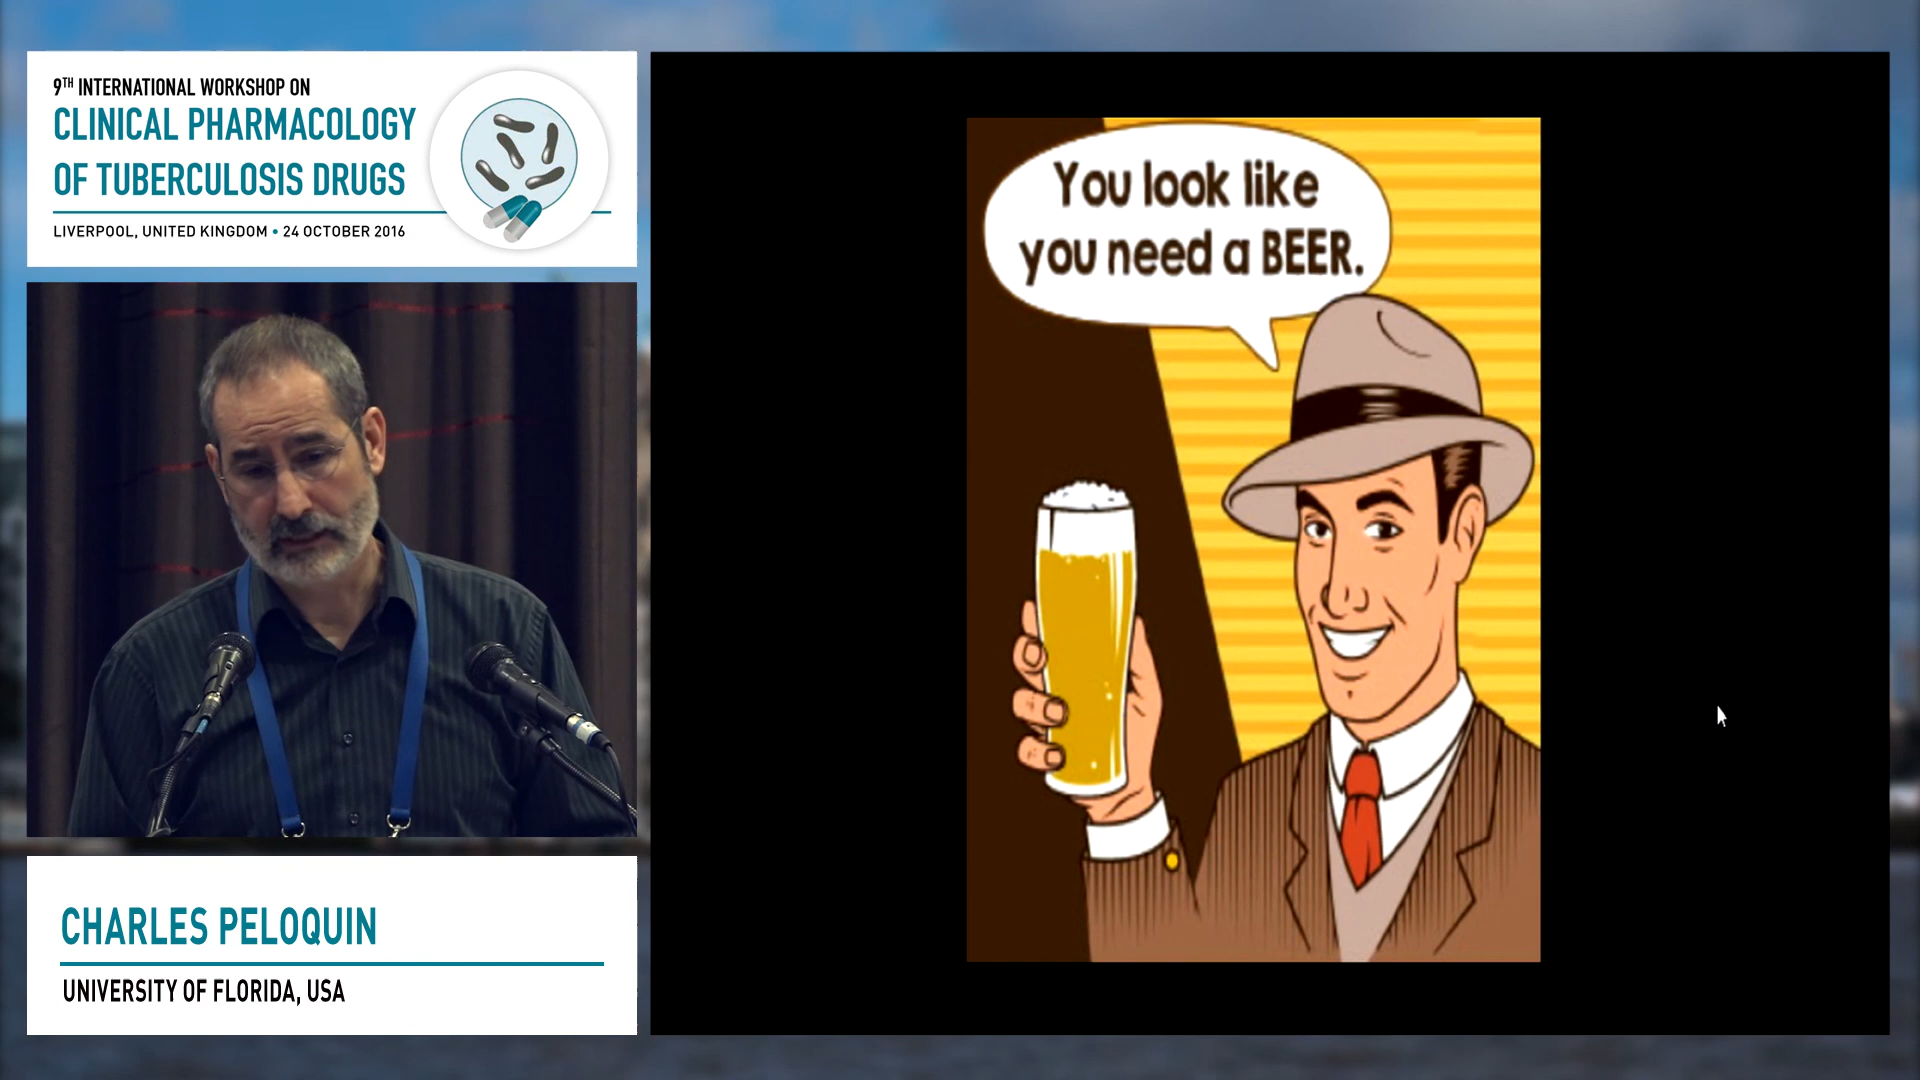 9TH INTERNATIONAL WORKSHOP ON
CLINICAL PHARMACOLOGY
OF TUBERCULOSIS DRUGS
LIVERPOOL, UNITED KINGDOM • 24 OCTOBER 2016
You look like
you need a BEER.
CHARLES PELOQUIN
UNIVERSITY OF FLORIDA, USA